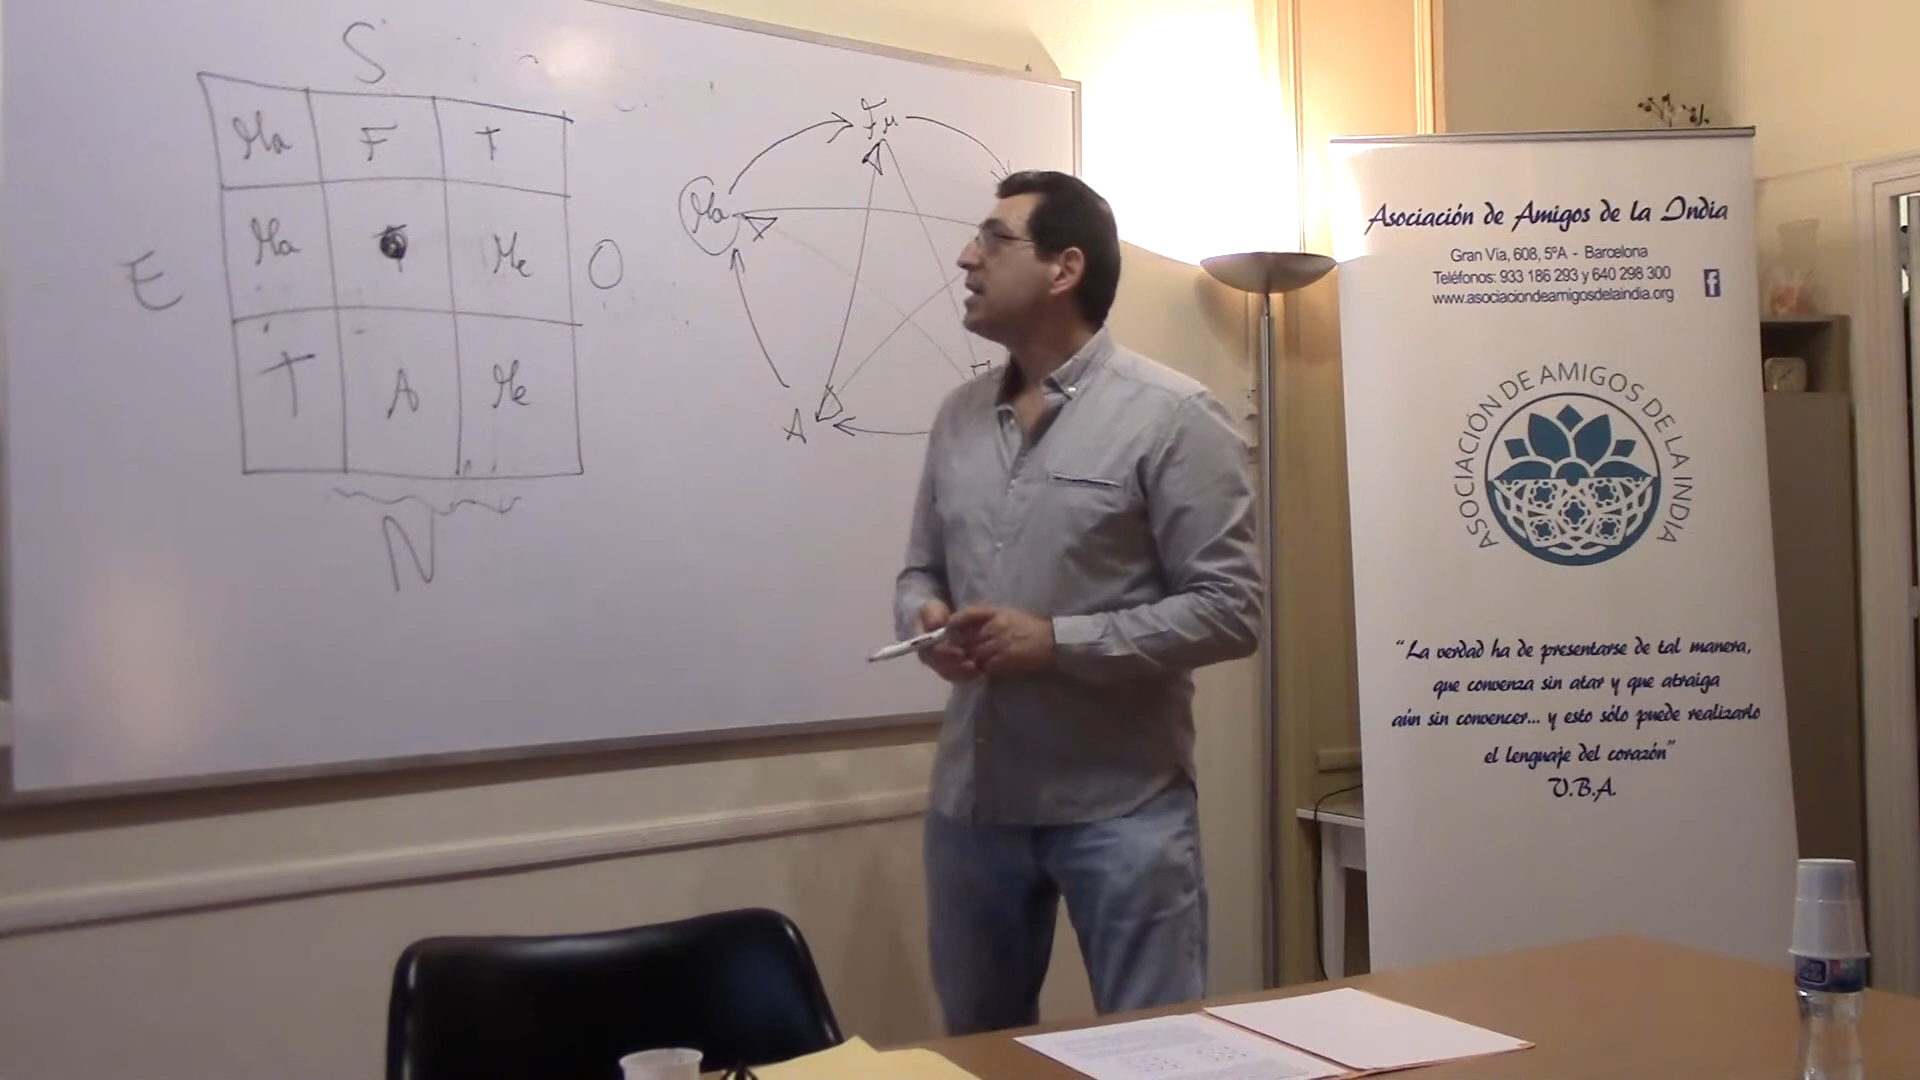 S
Ma F T
E Ma Me O
T A Me
N
Fu
Ma
A
Asociación de Amigos de la India
Gran Vía, 608, 5ºA - Barcelona
Teléfonos: 933 186 293 y 640 298 300
www.asociaciondeamigosdelaindia.org
f
ASOCIACIÓN DE AMIGOS DE LA INDIA
“La verdad ha de presentarse de tal manera,
que convenza sin atar y que atraiga
aún sin convencer... y esto sólo puede realizarlo
el lenguaje del corazón”
V.B.A.